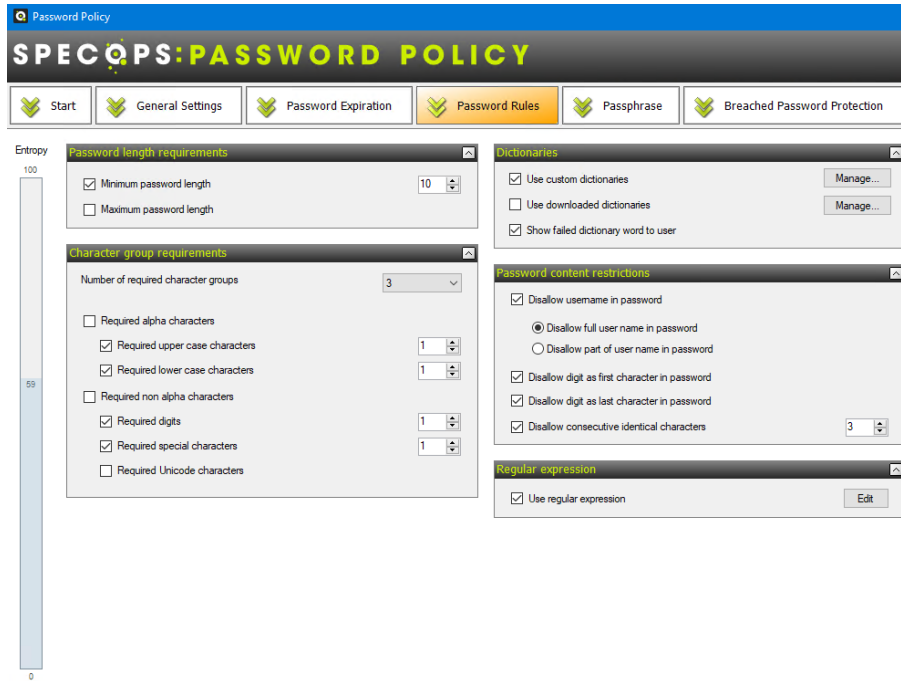 Password Policy
SPECOPS:PASSWORD POLICY
Start
General Settings
Password Expiration
Password Rules
Passphrase
Breached Password Protection
Entropy
100
59
0
Password length requirements
Minimum password length 10
Maximum password length
Character group requirements
Number of required character groups 3
Required alpha characters
Required upper case characters 1
Required lower case characters 1
Required non alpha characters
Required digits 1
Required special characters 1
Required Unicode characters
Dictionaries
Use custom dictionaries Manage...
Use downloaded dictionaries Manage...
Show failed dictionary word to user
Password content restrictions
Disallow username in password
Disallow full user name in password
Disallow part of user name in password
Disallow digit as first character in password
Disallow digit as last character in password
Disallow consecutive identical characters 3
Regular expression
Use regular expression Edit